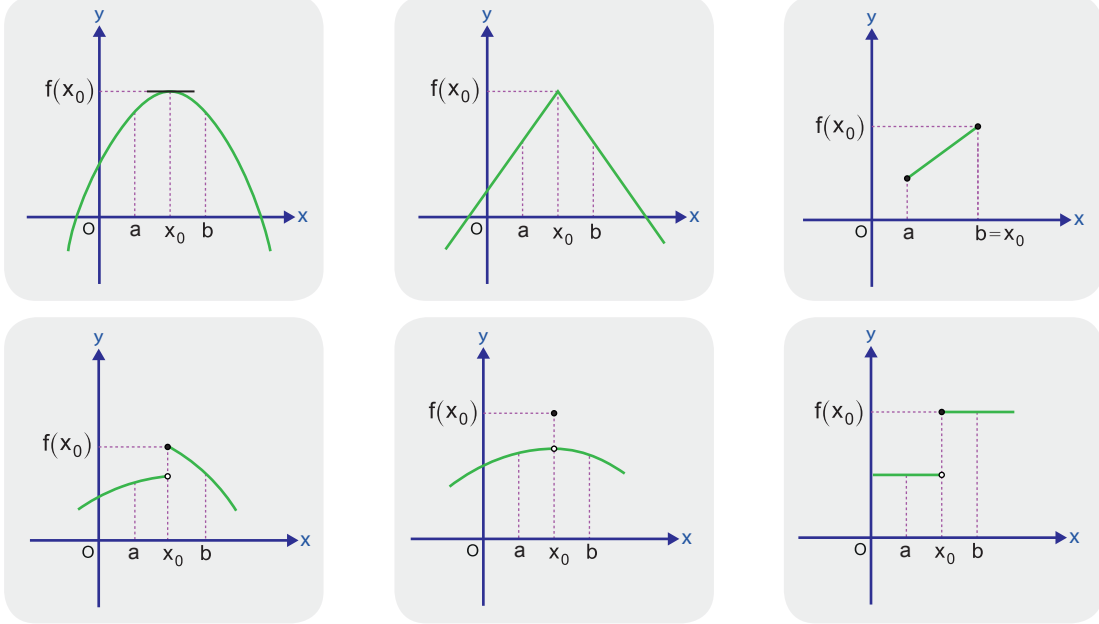 y
f(x₀)
x
O a x₀ b
y
f(x₀)
x
O a x₀ b
y
f(x₀)
x
O a b=x₀
y
f(x₀)
x
O a x₀ b
y
f(x₀)
x
O a x₀ b
y
f(x₀)
x
O a x₀ b